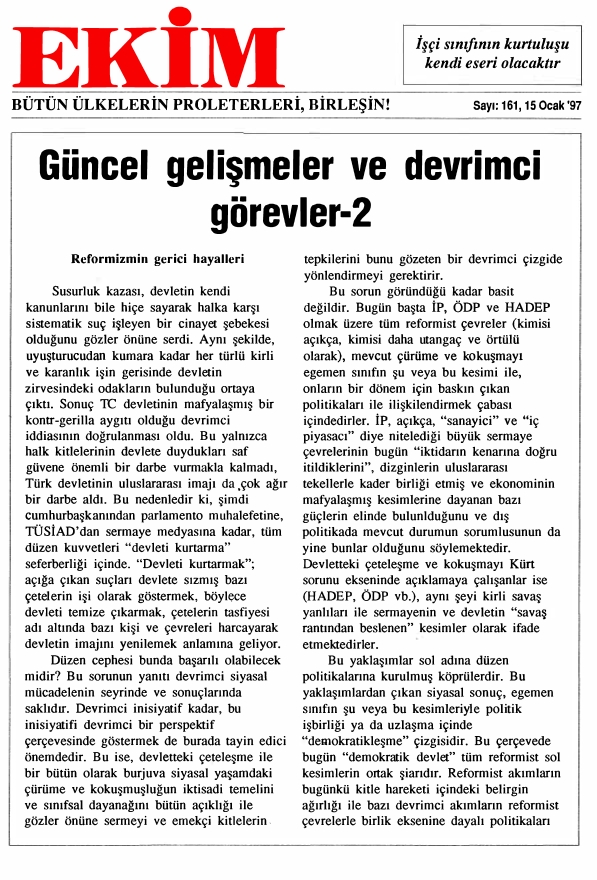 EKİM
İşçi sınıfının kurtuluşu
kendi eseri olacaktır
BÜTÜN ÜLKELERİN PROLETERLERİ, BİRLEŞİN!
Sayı: 161, 15 Ocak '97
Güncel gelişmeler ve devrimci
görevler-2
Reformizmin gerici hayalleri
Susurluk kazası, devletin kendi
kanunlarını bile hiçe sayarak halka karşı
sistematik suç işleyen bir cinayet şebekesi
olduğunu gözler önüne serdi. Aynı şekilde,
uyuşturucudan kumara kadar her türlü kirli
ve karanlık işin gerisinde devletin
zirvesindeki odakların bulunduğu ortaya
çıktı. Sonuç TC devletinin mafyalaşmış bir
kontr-gerilla aygıtı olduğu devrimci
iddiasının doğrulanması oldu. Bu yalnızca
halk kitlelerinin devlete duydukları saf
güvene önemli bir darbe vurmakla kalmadı,
Türk devletinin uluslararası imajı da çok ağır
bir darbe aldı. Bu nedenledir ki, şimdi
cumhurbaşkanından parlamento muhalefetine,
TÜSİAD'dan sermaye medyasına kadar, tüm
düzen kuvvetleri “devleti kurtarma”
seferberliği içinde. “Devleti kurtarmak”;
açığa çıkan suçları devlete sızmış bazı
çetelerin işi olarak göstermek, böylece
devleti temize çıkarmak, çetelerin tasfiyesi
adı altında bazı kişi ve çevreleri harcayarak
devletin imajını yenilemek anlamına geliyor.
Düzen cephesi bunda başarılı olabilecek
midir? Bu sorunun yanıtı devrimci siyasal
mücadelenin seyrinde ve sonuçlarında
saklıdır. Devrimci inisiyatif kadar, bu
inisiyatifi devrimci bir perspektif
çerçevesinde göstermek de burada tayin edici
önemdedir. Bu ise, devletteki çeteleşme ile
bir bütün olarak burjuva siyasal yaşamdaki
çürüme ve kokuşmuşluğun iktisadi temelini
ve sınıfsal dayanağını bütün açıklığı ile
gözler önüne sermeyi ve emekçi kitlelerin
tepkilerini bunu gözeten bir devrimci çizgide
yönlendirmeyi gerektirir.
Bu sorun göründüğü kadar basit
değildir. Bugün başta İP, ÖDP ve HADEP
olmak üzere tüm reformist çevreler (kimisi
açıkça, kimisi daha utangaç ve örtülü
olarak), mevcut çürüme ve kokuşmayı
egemen sınıfın şu veya bu kesimi ile,
onların bir dönem için baskın çıkan
politikaları ile ilişkilendirmek çabası
içindedirler. İP, açıkça, “sanayici” ve “iç
piyasacı” diye nitelediği büyük sermaye
çevrelerinin bugün “iktidarın kenarına doğru
itildiklerini”, dizginlerin uluslararası
tekellerle kader birliği etmiş ve ekonominin
mafyalaşmış kesimlerine dayanan bazı
güçlerin elinde bulunlduğunu ve dış
politikada mevcut durumun sorumlusunun da
yine bunlar olduğunu söylemektedir.
Devletteki çeteleşme ve kokuşmayı Kürt
sorunu ekseninde açıklamaya çalışanlar ise
(HADEP, ÖDP vb.), aynı şeyi kirli savaş
yanlıları ile sermayenin ve devletin “savaş
rantından beslenen” kesimler olarak ifade
etmektedirler.
Bu yaklaşımlar sol adına düzen
politikalarına kurulmuş köprülerdir. Bu
yaklaşımlardan çıkan siyasal sonuç, egemen
sınıfın şu veya bu kesimleriyle politik
işbirliği ya da uzlaşma içinde
“demokratikleşme” çizgisidir. Bu çerçevede
bugün “demokratik devlet” tüm reformist sol
kesimlerin ortak şiarıdır. Reformist akımların
bugünkü kitle hareketi içindeki belirgin
ağırlığı ile bazı devrimci akımların reformist
çevrelerle birlik eksenine dayalı politikaları